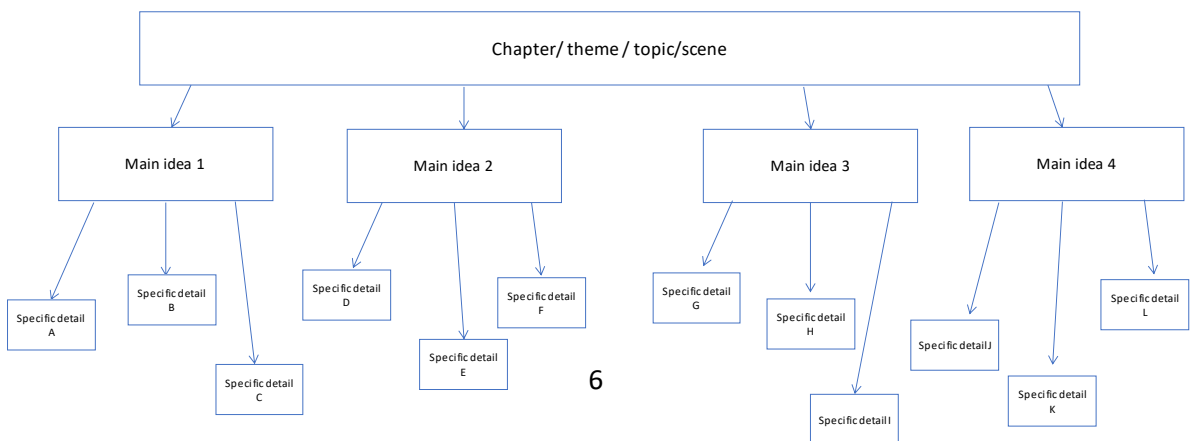 Chapter/ theme / topic/scene
Main idea 1
Main idea 2
Main idea 3
Main idea 4
Specific detail
A
Specific detail
B
Specific detail
C
Specific detail
D
Specific detail
E
Specific detail
F
Specific detail
G
Specific detail
H
Specific detail I
Specific detail J
Specific detail
K
Specific detail
L
6